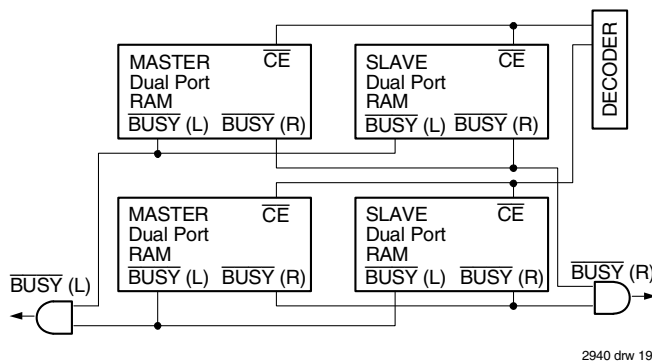 MASTER CE
Dual Port
RAM
BUSY (L) BUSY (R)
SLAVE CE
Dual Port
RAM
BUSY (L) BUSY (R)
DECODER
MASTER CE
Dual Port
RAM
BUSY (L) BUSY (R)
SLAVE CE
Dual Port
RAM
BUSY (L) BUSY (R)
BUSY (L)
BUSY (R)
2940 drw 19